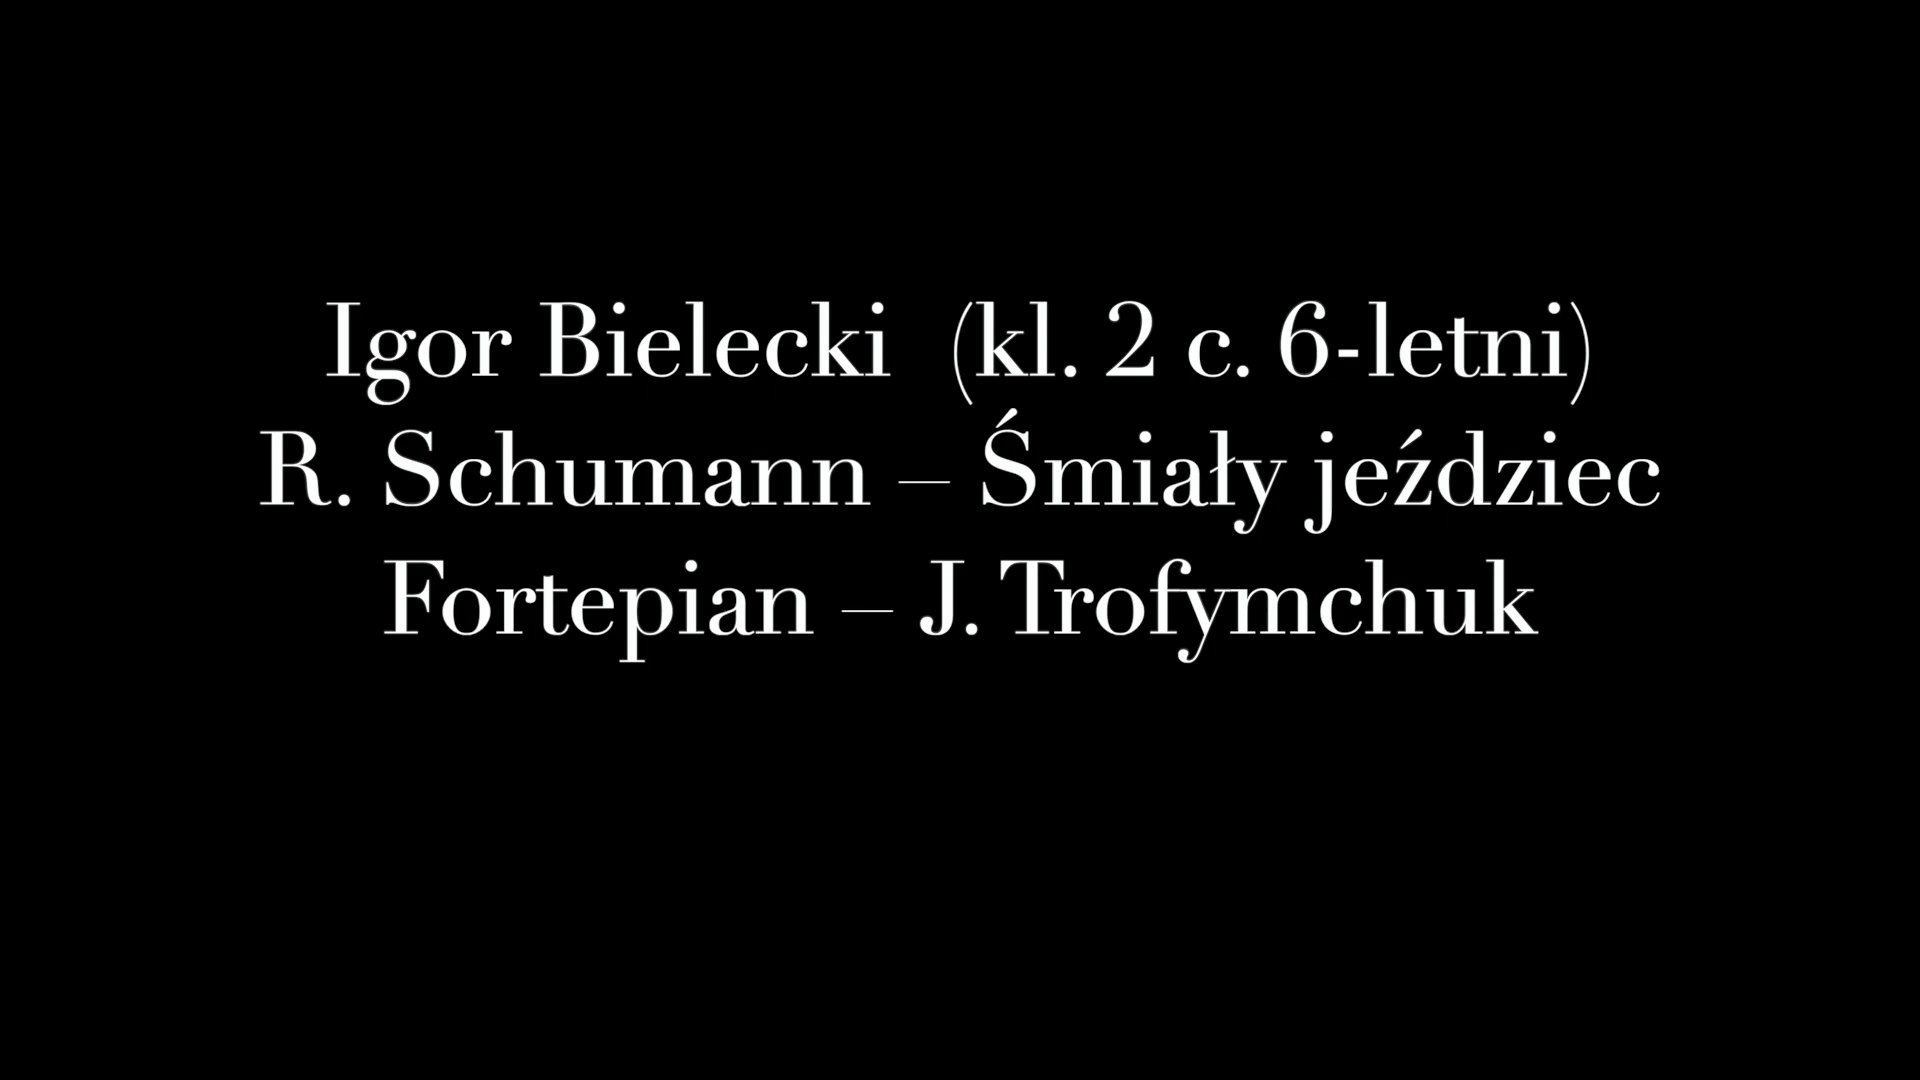 Igor Bielecki (kl. 2 c. 6-letni)
R. Schumann – Śmiały jeździec
Fortepian – J. Trofymchuk